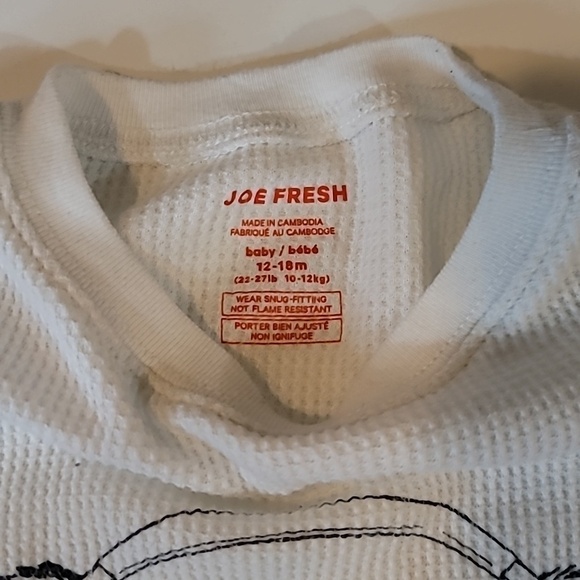 JOE FRESH
MADE IN CAMBODIA
FABRIQUÉ AU CAMBODGE
baby / bébé
12-18m
(22-27lb 10-12kg)
WEAR SNUG-FITTING
NOT FLAME RESISTANT
PORTER BIEN AJUSTÉ
NON IGNIFUGE